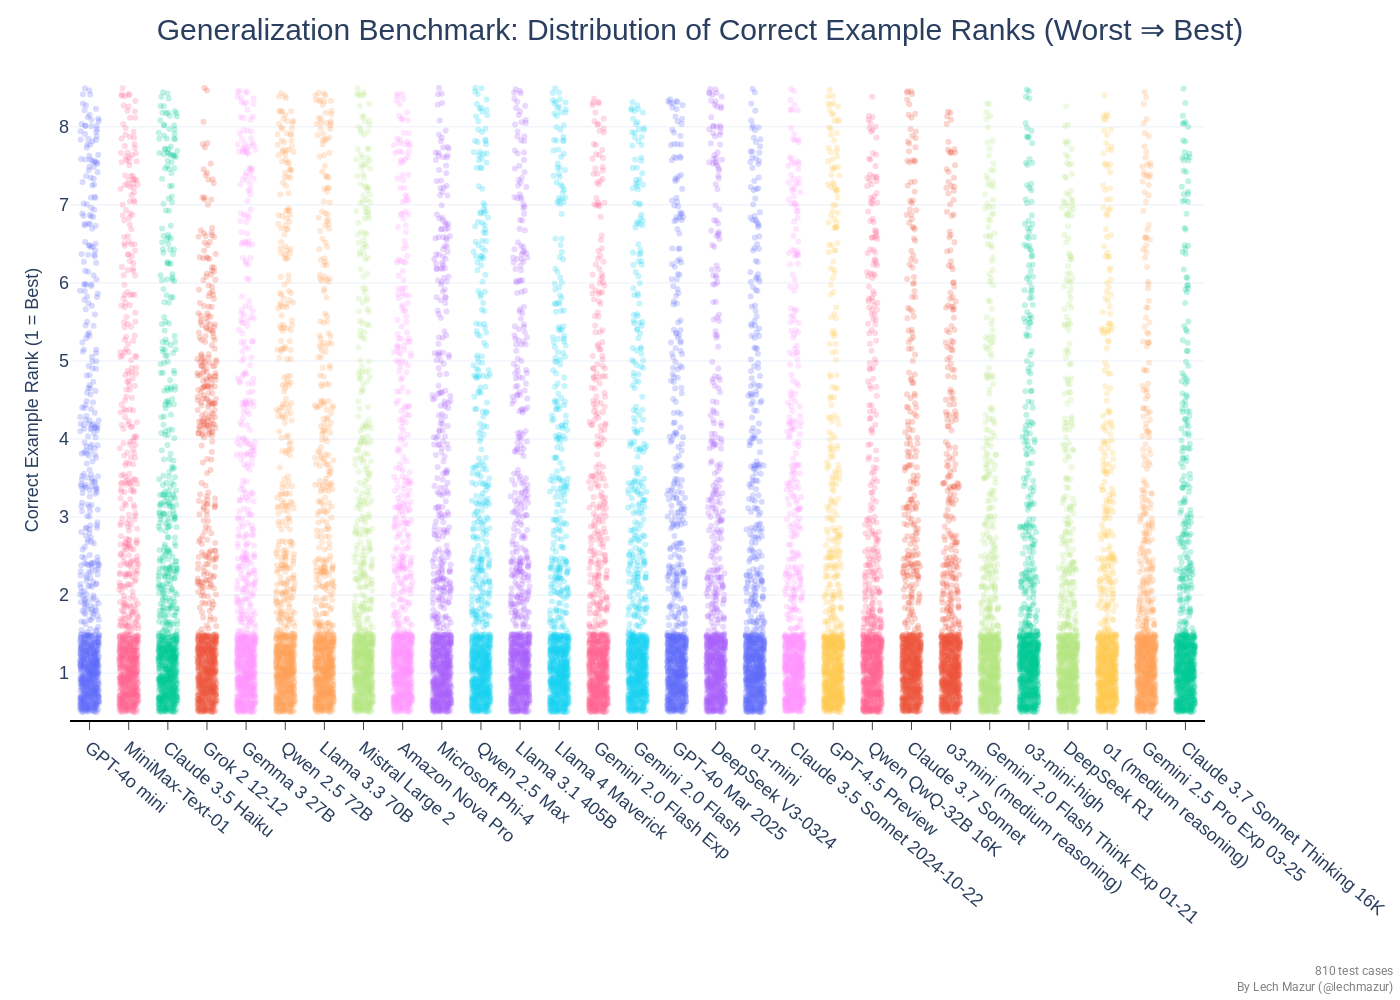 Generalization Benchmark: Distribution of Correct Example Ranks (Worst ⇒ Best)
Correct Example Rank (1 = Best)
8
7
6
5
4
3
2
1
GPT-4o mini
MiniMax-Text-01
Claude 3.5 Haiku
Grok 2 12-12
Gemma 3 27B
Qwen 2.5 72B
Llama 3.3 70B
Mistral Large 2
Amazon Nova Pro
Microsoft Phi-4
Qwen 2.5 Max
Llama 3.1 405B
Llama 4 Maverick
Gemini 2.0 Flash Exp
Gemini 2.0 Flash
GPT-4o Mar 2025
DeepSeek V3-0324
o1-mini
Claude 3.5 Sonnet 2024-10-22
GPT-4.5 Preview
Qwen QwQ-32B 16K
Claude 3.7 Sonnet
o3-mini (medium reasoning)
Gemini 2.0 Flash Think Exp 01-21
o3-mini-high
DeepSeek R1
o1 (medium reasoning)
Gemini 2.5 Pro Exp 03-25
Claude 3.7 Sonnet Thinking 16K
810 test cases
By Lech Mazur (@lechmazur)